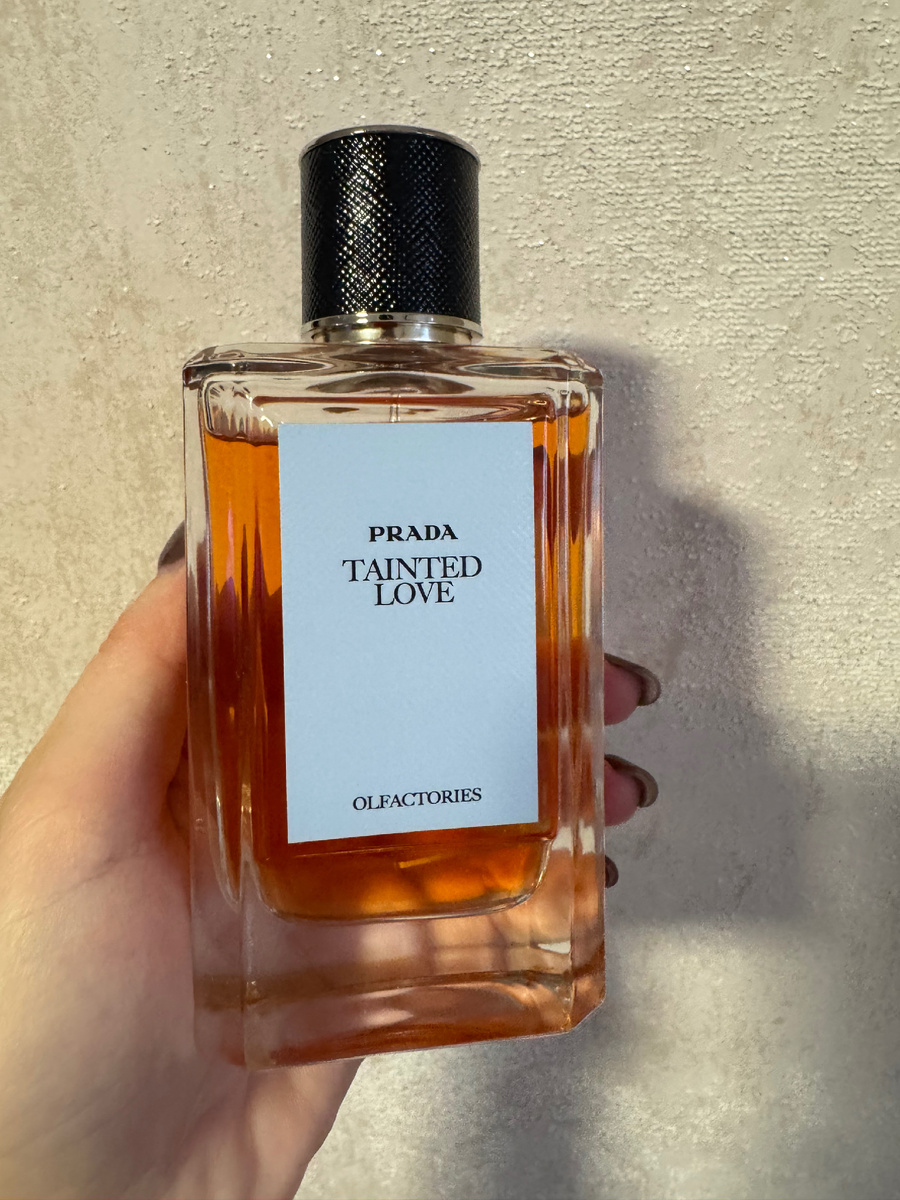 PRADA
TAINTED
LOVE
OLFACTORIES